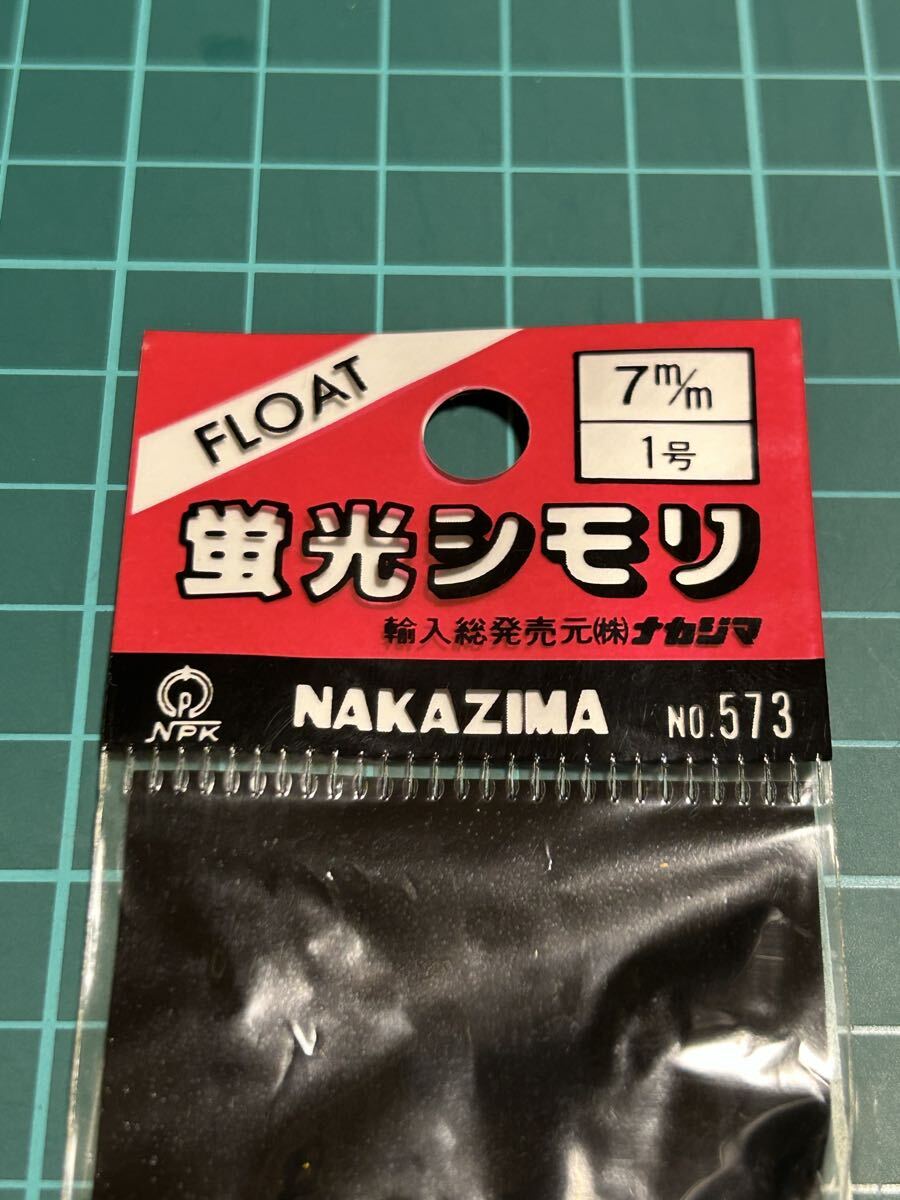 FLOAT
7m/m
1号
蛍光シモリ
輸入総発売元(株)ナカジマ
NPK
NAKAZIMA
NO.573